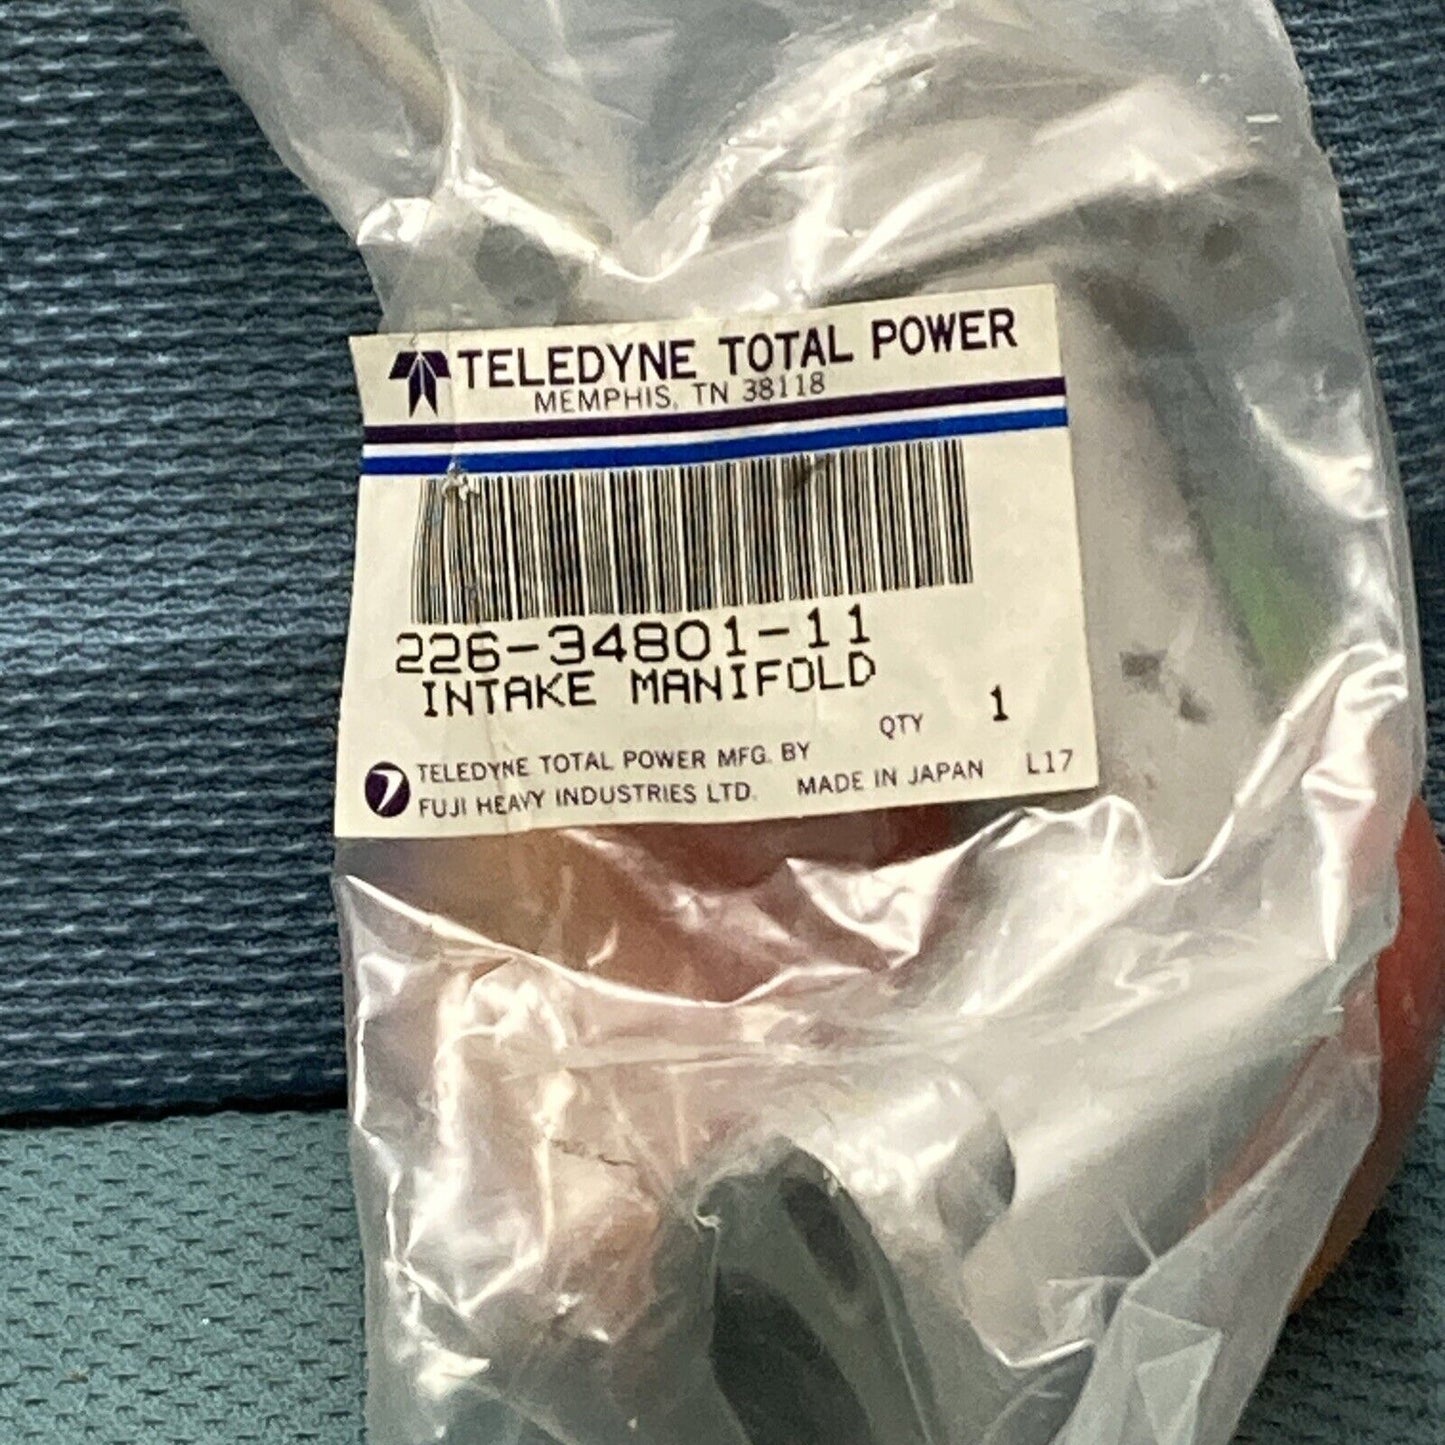 TELEDYNE TOTAL POWER
MEMPHIS, TN 38118
226-34801-11
INTAKE MANIFOLD
QTY 1
TELEDYNE TOTAL POWER MFG. BY
FUJI HEAVY INDUSTRIES LTD. MADE IN JAPAN L17